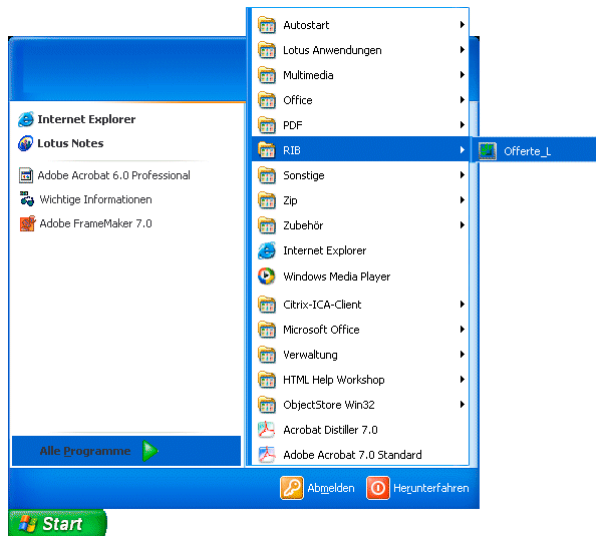 Internet Explorer
Lotus Notes
Adobe Acrobat 6.0 Professional
Wichtige Informationen
Adobe FrameMaker 7.0
Alle Programme
Autostart
Lotus Anwendungen
Multimedia
Office
PDF
RIB
Offerte_L
Sonstige
Zip
Zubehör
Internet Explorer
Windows Media Player
Citrix-ICA-Client
Microsoft Office
Verwaltung
HTML Help Workshop
ObjectStore Win32
Acrobat Distiller 7.0
Adobe Acrobat 7.0 Standard
Abmelden
Herunterfahren
Start